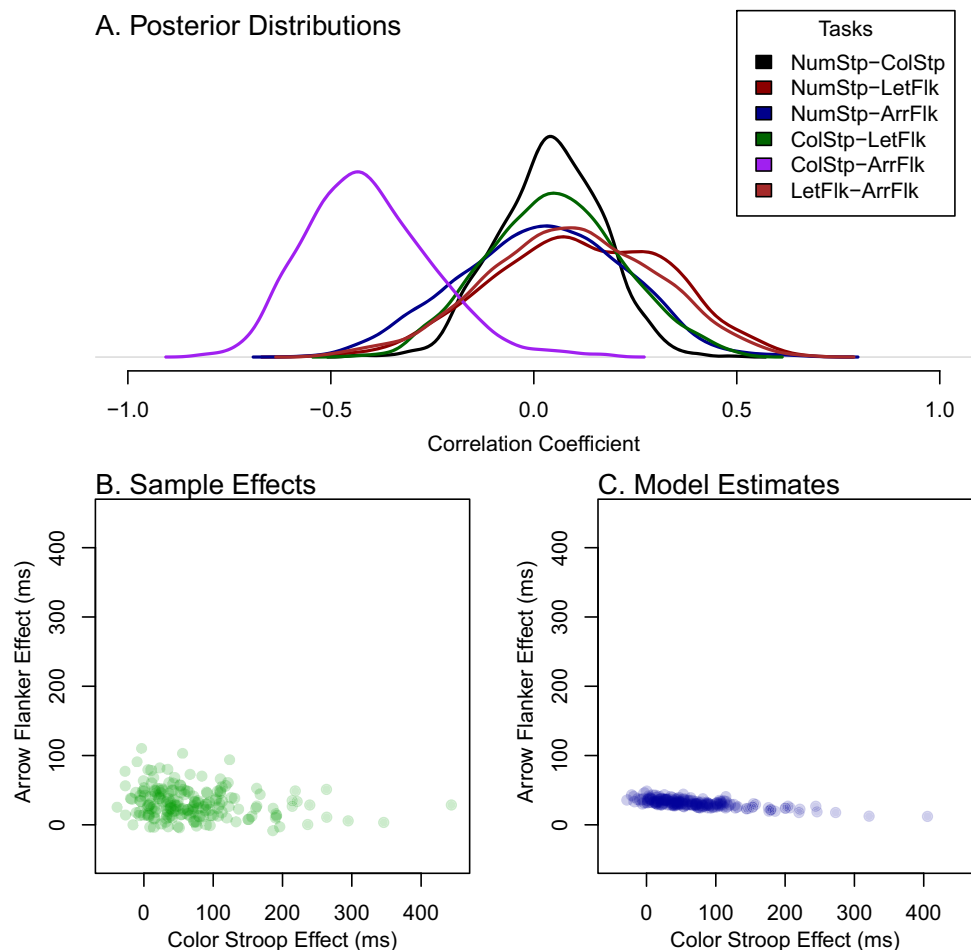 A. Posterior Distributions
Tasks
NumStp−ColStp
NumStp−LetFlk
NumStp−ArrFlk
ColStp−LetFlk
ColStp−ArrFlk
LetFlk−ArrFlk
−1.0 −0.5 0.0 0.5 1.0
Correlation Coefficient
B. Sample Effects
Arrow Flanker Effect (ms)
400
300
200
100
0
0 100 200 300 400
Color Stroop Effect (ms)
C. Model Estimates
Arrow Flanker Effect (ms)
400
300
200
100
0
0 100 200 300 400
Color Stroop Effect (ms)